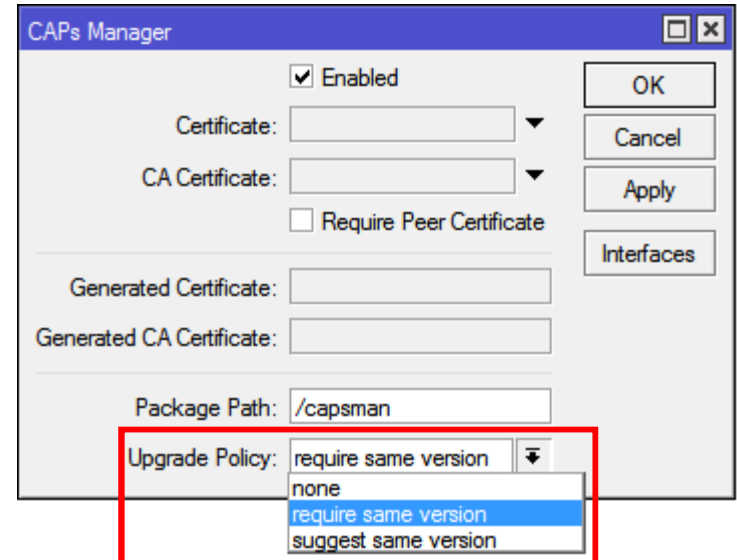 CAPs Manager
Enabled
OK
Certificate:
Cancel
CA Certificate:
Apply
Require Peer Certificate
Interfaces
Generated Certificate:
Generated CA Certificate:
Package Path: /capsman
Upgrade Policy: require same version
none
require same version
suggest same version